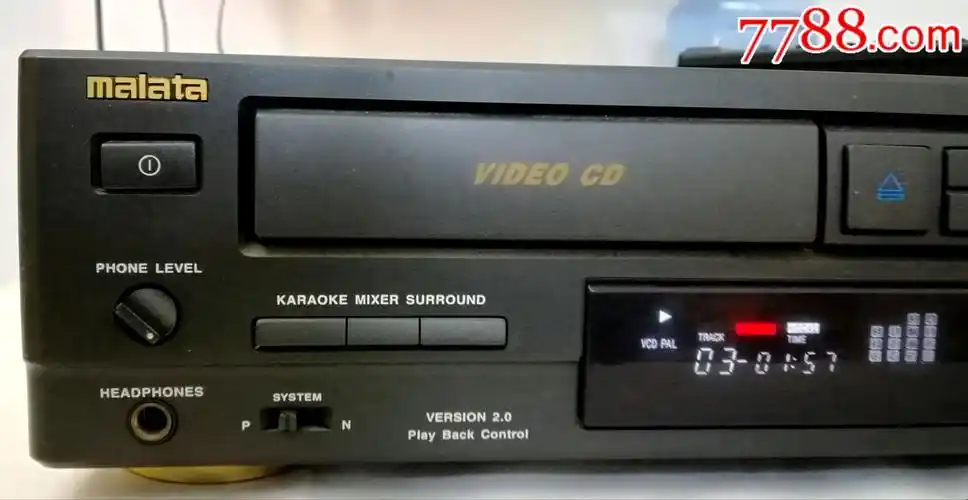 7788.com
malata
VIDEO CD
PHONE LEVEL
KARAOKE MIXER SURROUND
VCD PAL
TRACK
TIME
03-01:57
HEADPHONES
SYSTEM
P N
VERSION 2.0
Play Back Control